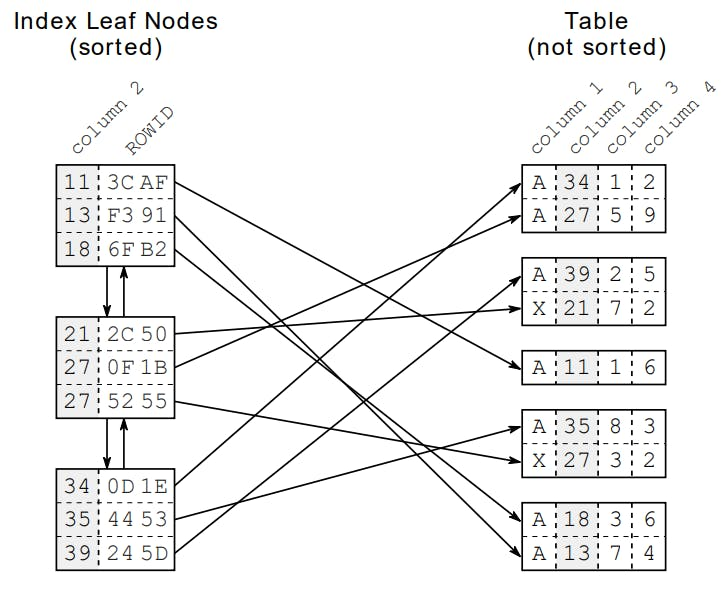 Index Leaf Nodes
(sorted)
column 2
ROWID
11 3C AF
13 F3 91
18 6F B2
21 2C 50
27 0F 1B
27 52 55
34 0D 1E
35 44 53
39 24 5D
Table
(not sorted)
column 1
column 2
column 3
column 4
A 34 1 2
A 27 5 9
A 39 2 5
X 21 7 2
A 11 1 6
A 35 8 3
X 27 3 2
A 18 3 6
A 13 7 4